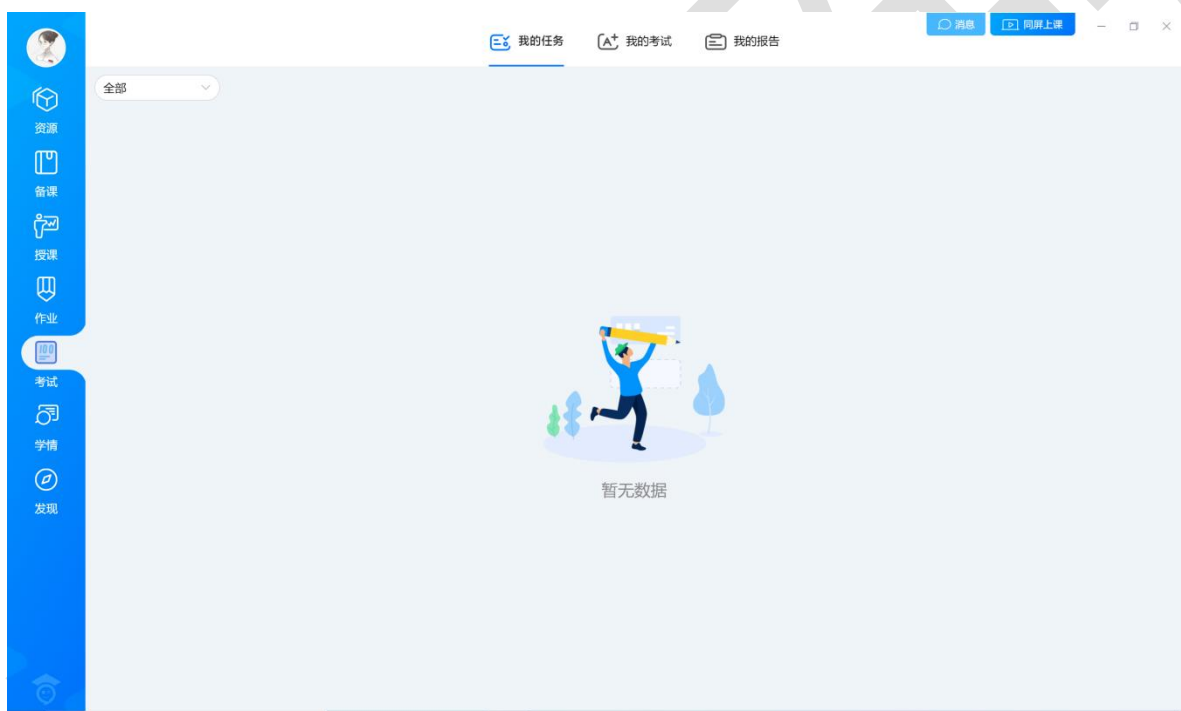 我的任务
我的考试
我的报告
消息
同屏上课
全部
资源
备课
授课
作业
100
考试
学情
发现
暂无数据